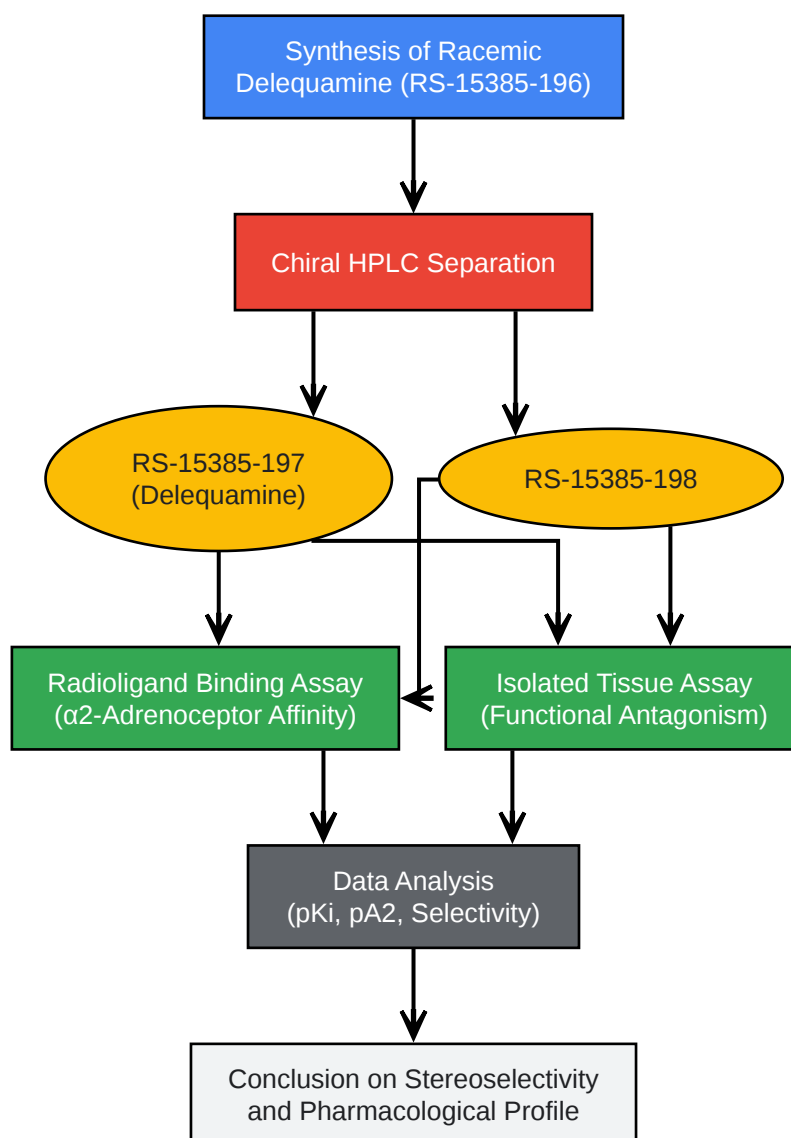 Synthesis of Racemic
Delequamine (RS-15385-196)
Chiral HPLC Separation
RS-15385-197
(Delequamine)
RS-15385-198
Radioligand Binding Assay
(α2-Adrenoceptor Affinity)
Isolated Tissue Assay
(Functional Antagonism)
Data Analysis
(pKi, pA2, Selectivity)
Conclusion on Stereoselectivity
and Pharmacological Profile